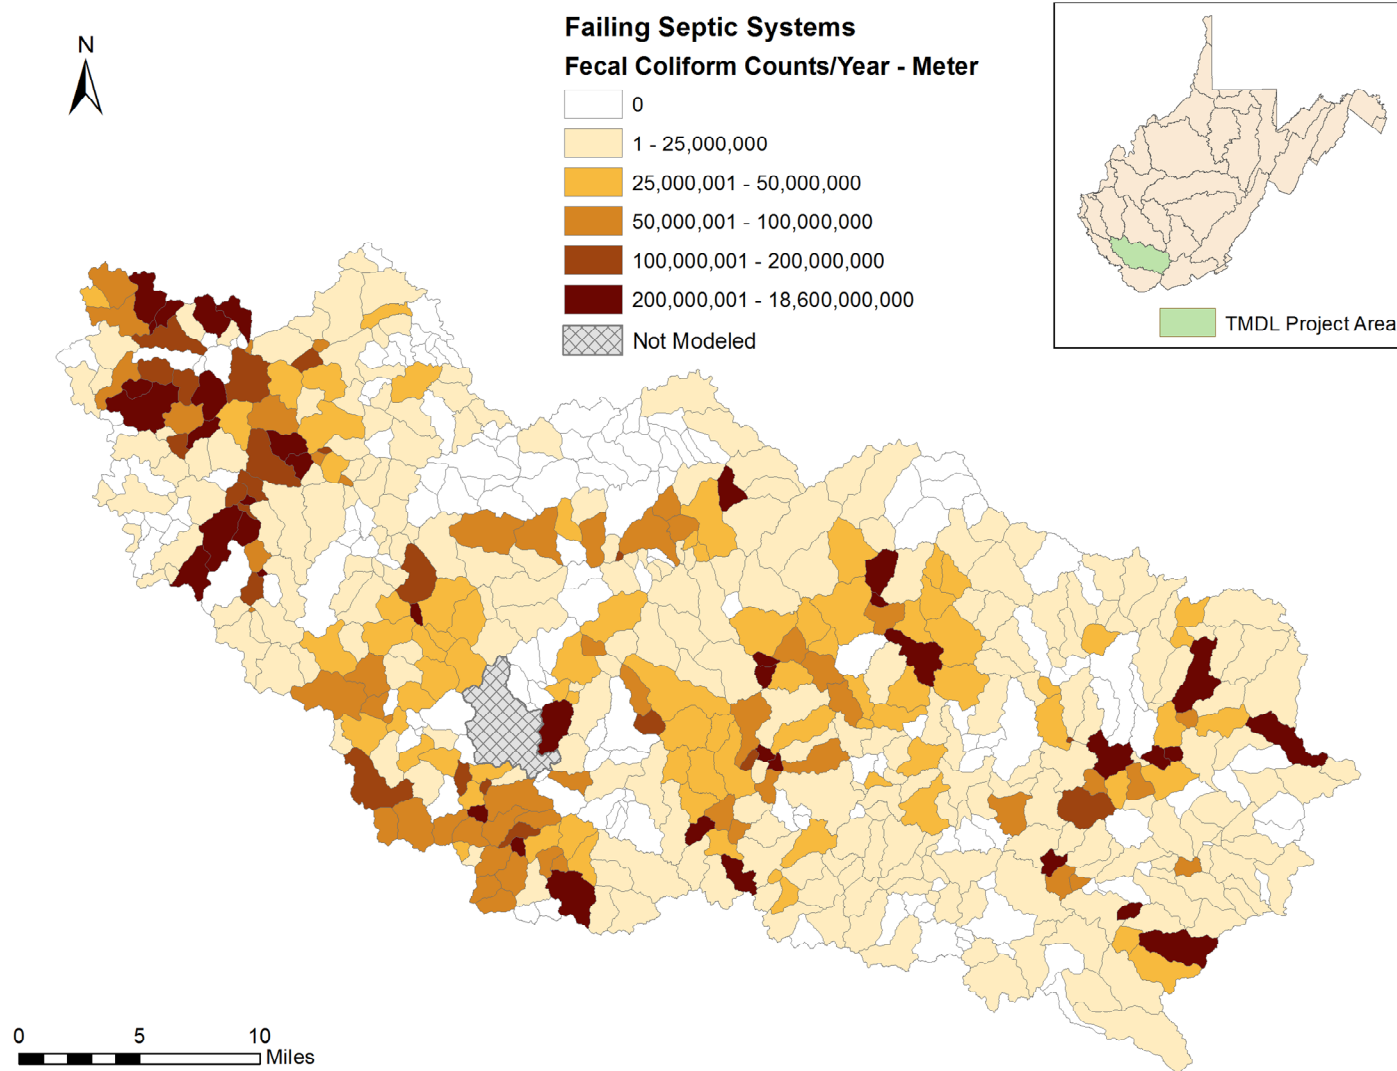 N
Failing Septic Systems
Fecal Coliform Counts/Year - Meter
0
1 - 25,000,000
25,000,001 - 50,000,000
50,000,001 - 100,000,000
100,000,001 - 200,000,000
200,000,001 - 18,600,000,000
Not Modeled
TMDL Project Area
0 5 10
Miles